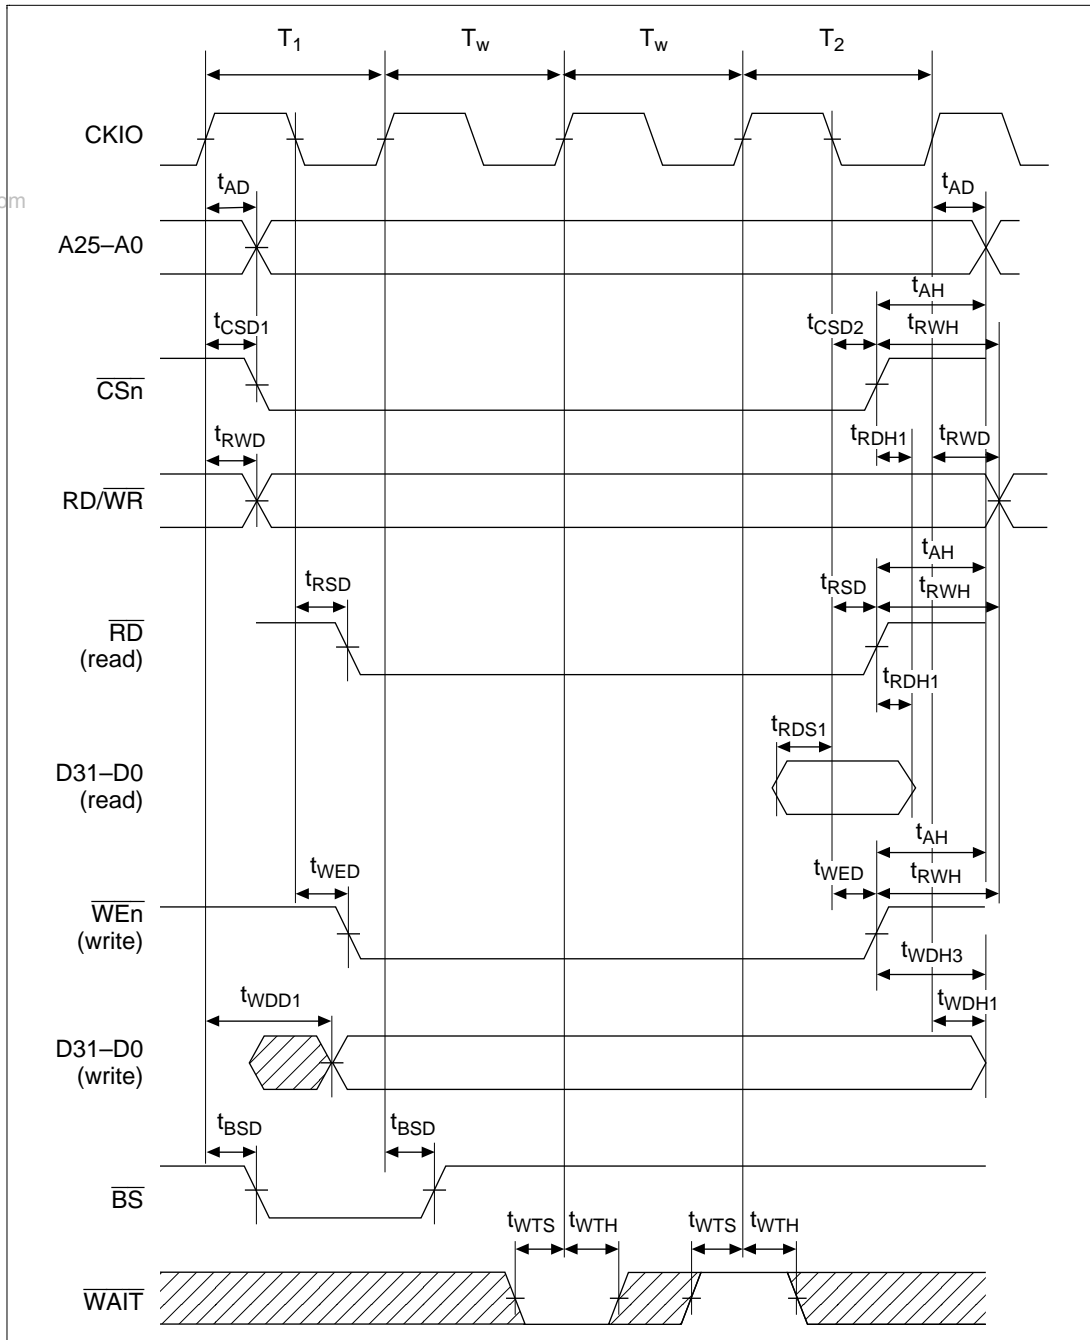 T1 Tw Tw T2
CKIO
om
tAD tAD
A25–A0
tAH
tCSD1 tCSD2 tRWH
CSn
tRDH1
tRWD tRWD
RD/WR
tAH
tRSD tRSD tRWH
RD
(read)
tRDH1
tRDS1
D31–D0
(read)
tAH
tWED tWED tRWH
WEn
(write)
tWDH3
tWDD1 tWDH1
D31–D0
(write)
tBSD tBSD
BS
tWTS tWTH tWTS tWTH
WAIT